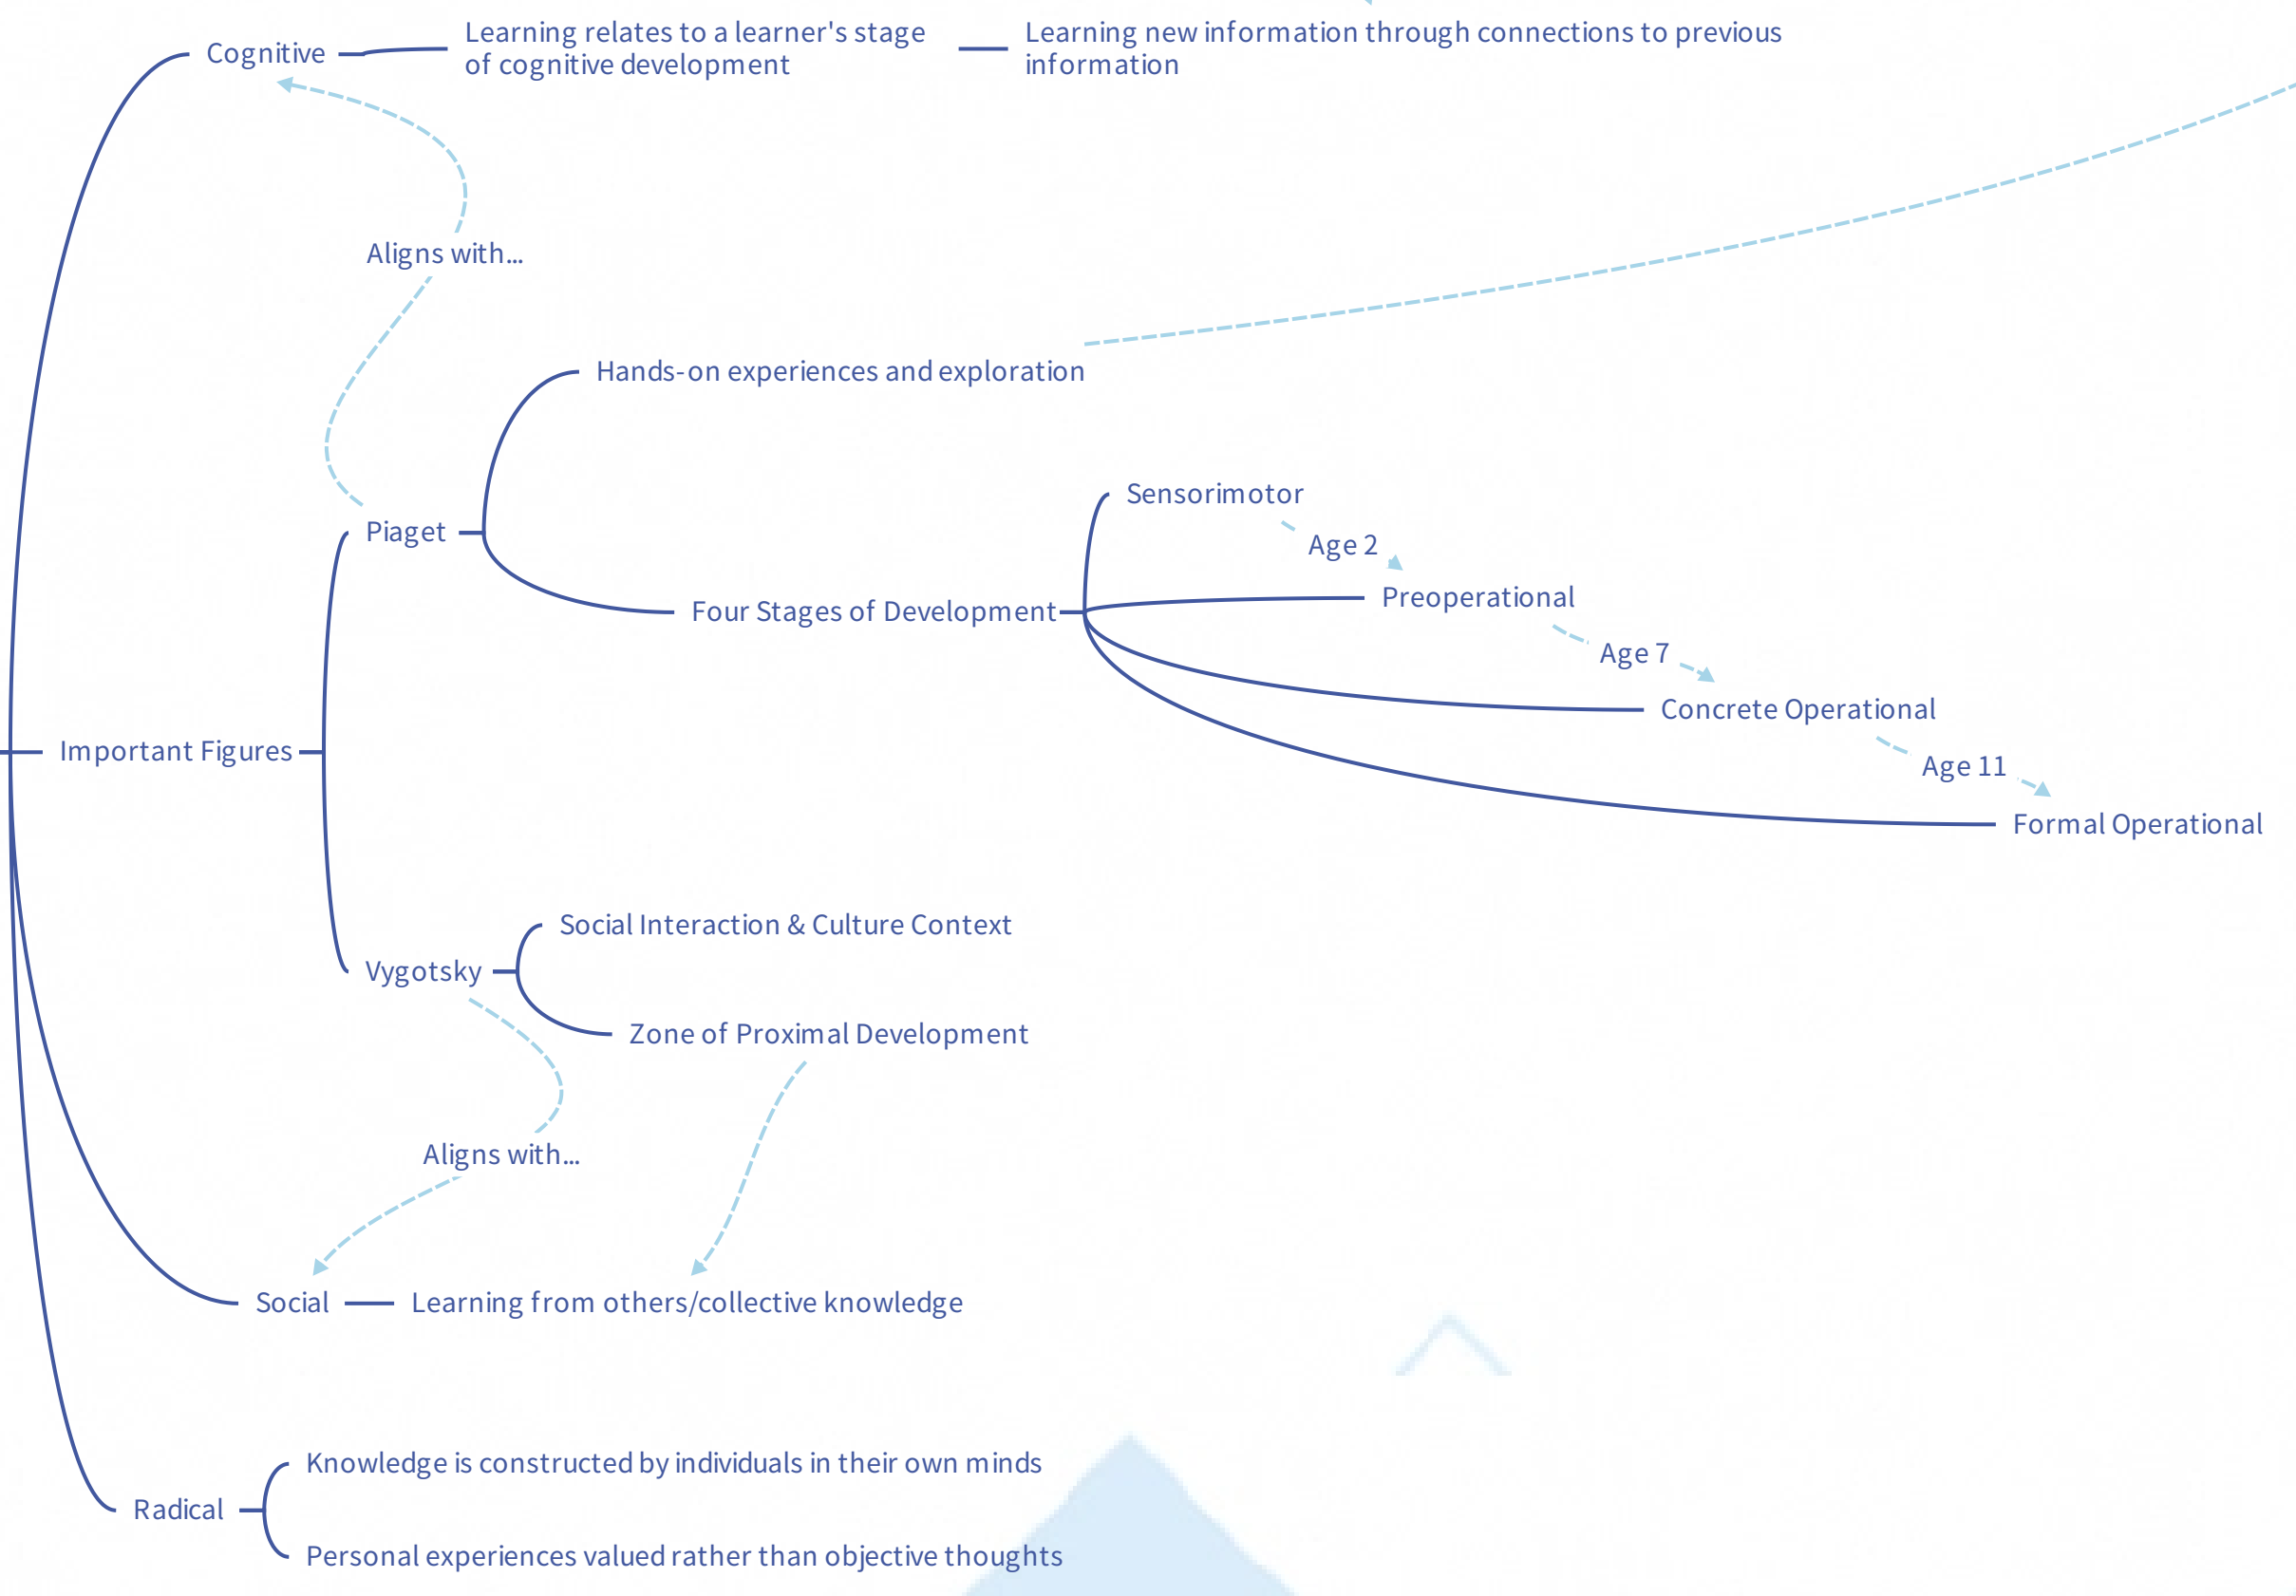 Cognitive
Learning relates to a learner's stage
of cognitive development
Learning new information through connections to previous
information
Aligns with...
Hands-on experiences and exploration
Piaget
Sensorimotor
Age 2
Preoperational
Four Stages of Development
Age 7
Concrete Operational
Important Figures
Age 11
Formal Operational
Social Interaction & Culture Context
Vygotsky
Zone of Proximal Development
Aligns with...
Social
Learning from others/collective knowledge
Knowledge is constructed by individuals in their own minds
Radical
Personal experiences valued rather than objective thoughts